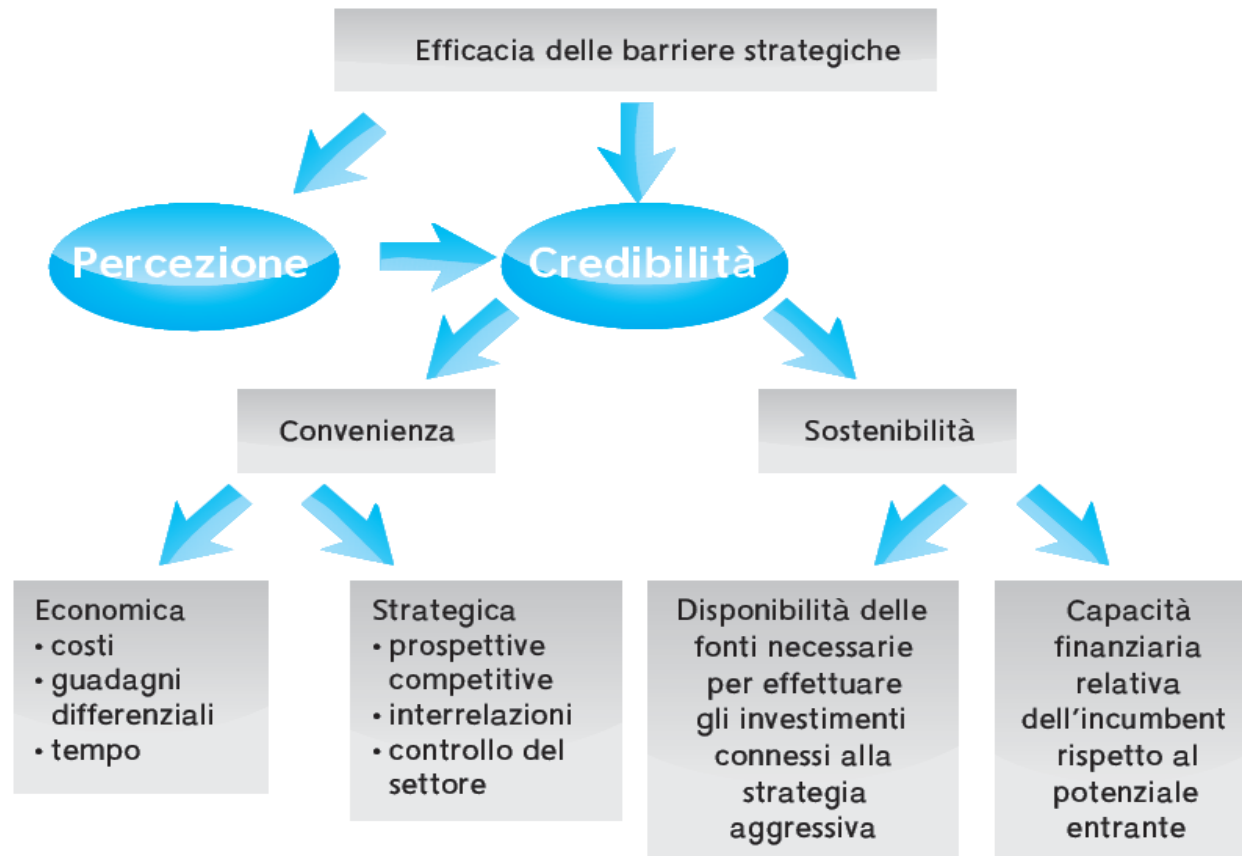 Efficacia delle barriere strategiche
Percezione
Credibilità
Convenienza
Sostenibilità
Economica
• costi
• guadagni
differenziali
• tempo
Strategica
• prospettive
competitive
• interrelazioni
• controllo del
settore
Disponibilità delle
fonti necessarie
per effettuare
gli investimenti
connessi alla
strategia
aggressiva
Capacità
finanziaria
relativa
dell'incumbent
rispetto al
potenziale
entrante